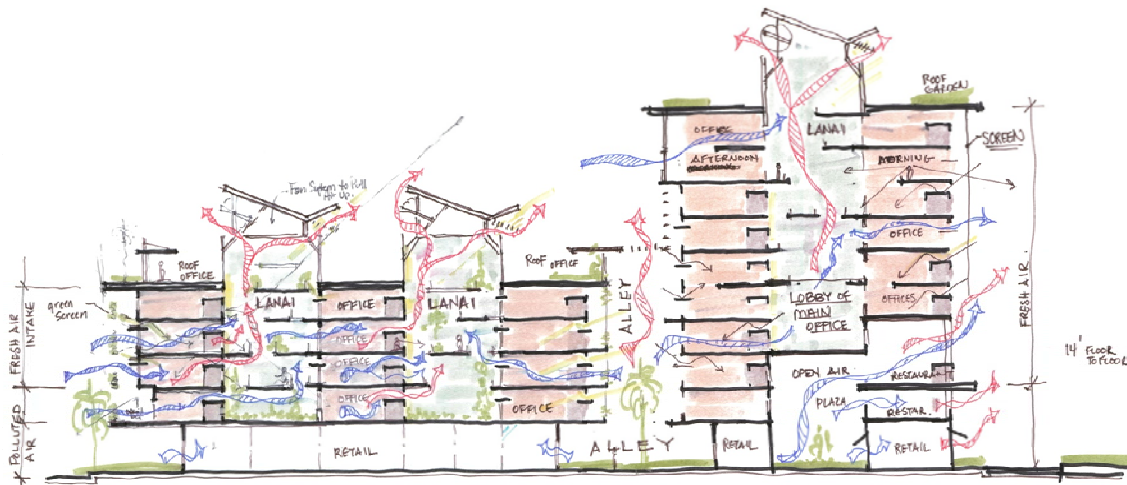 ROOF
GARDEN
SCREEN
OFFICE
LANAI
AFTERNOON
MORNING
OFFICE
OFFICES
LOBBY OF
MAIN
OFFICE
OPEN AIR
PLAZA
RESTAR.
RETAIL
RETAIL
FRESH AIR
14' FLOOR
TO FLOOR
Fan System to Pull
Air Up.
ROOF
OFFICE
ROOF OFFICE
green
screen
LANAI
OFFICE
LANAI
OFFICE
OFFICE
OFFICE
OFFICE
ALLEY
RETAIL
ALLEY
FRESH AIR
INTAKE
POLLUTED
AIR